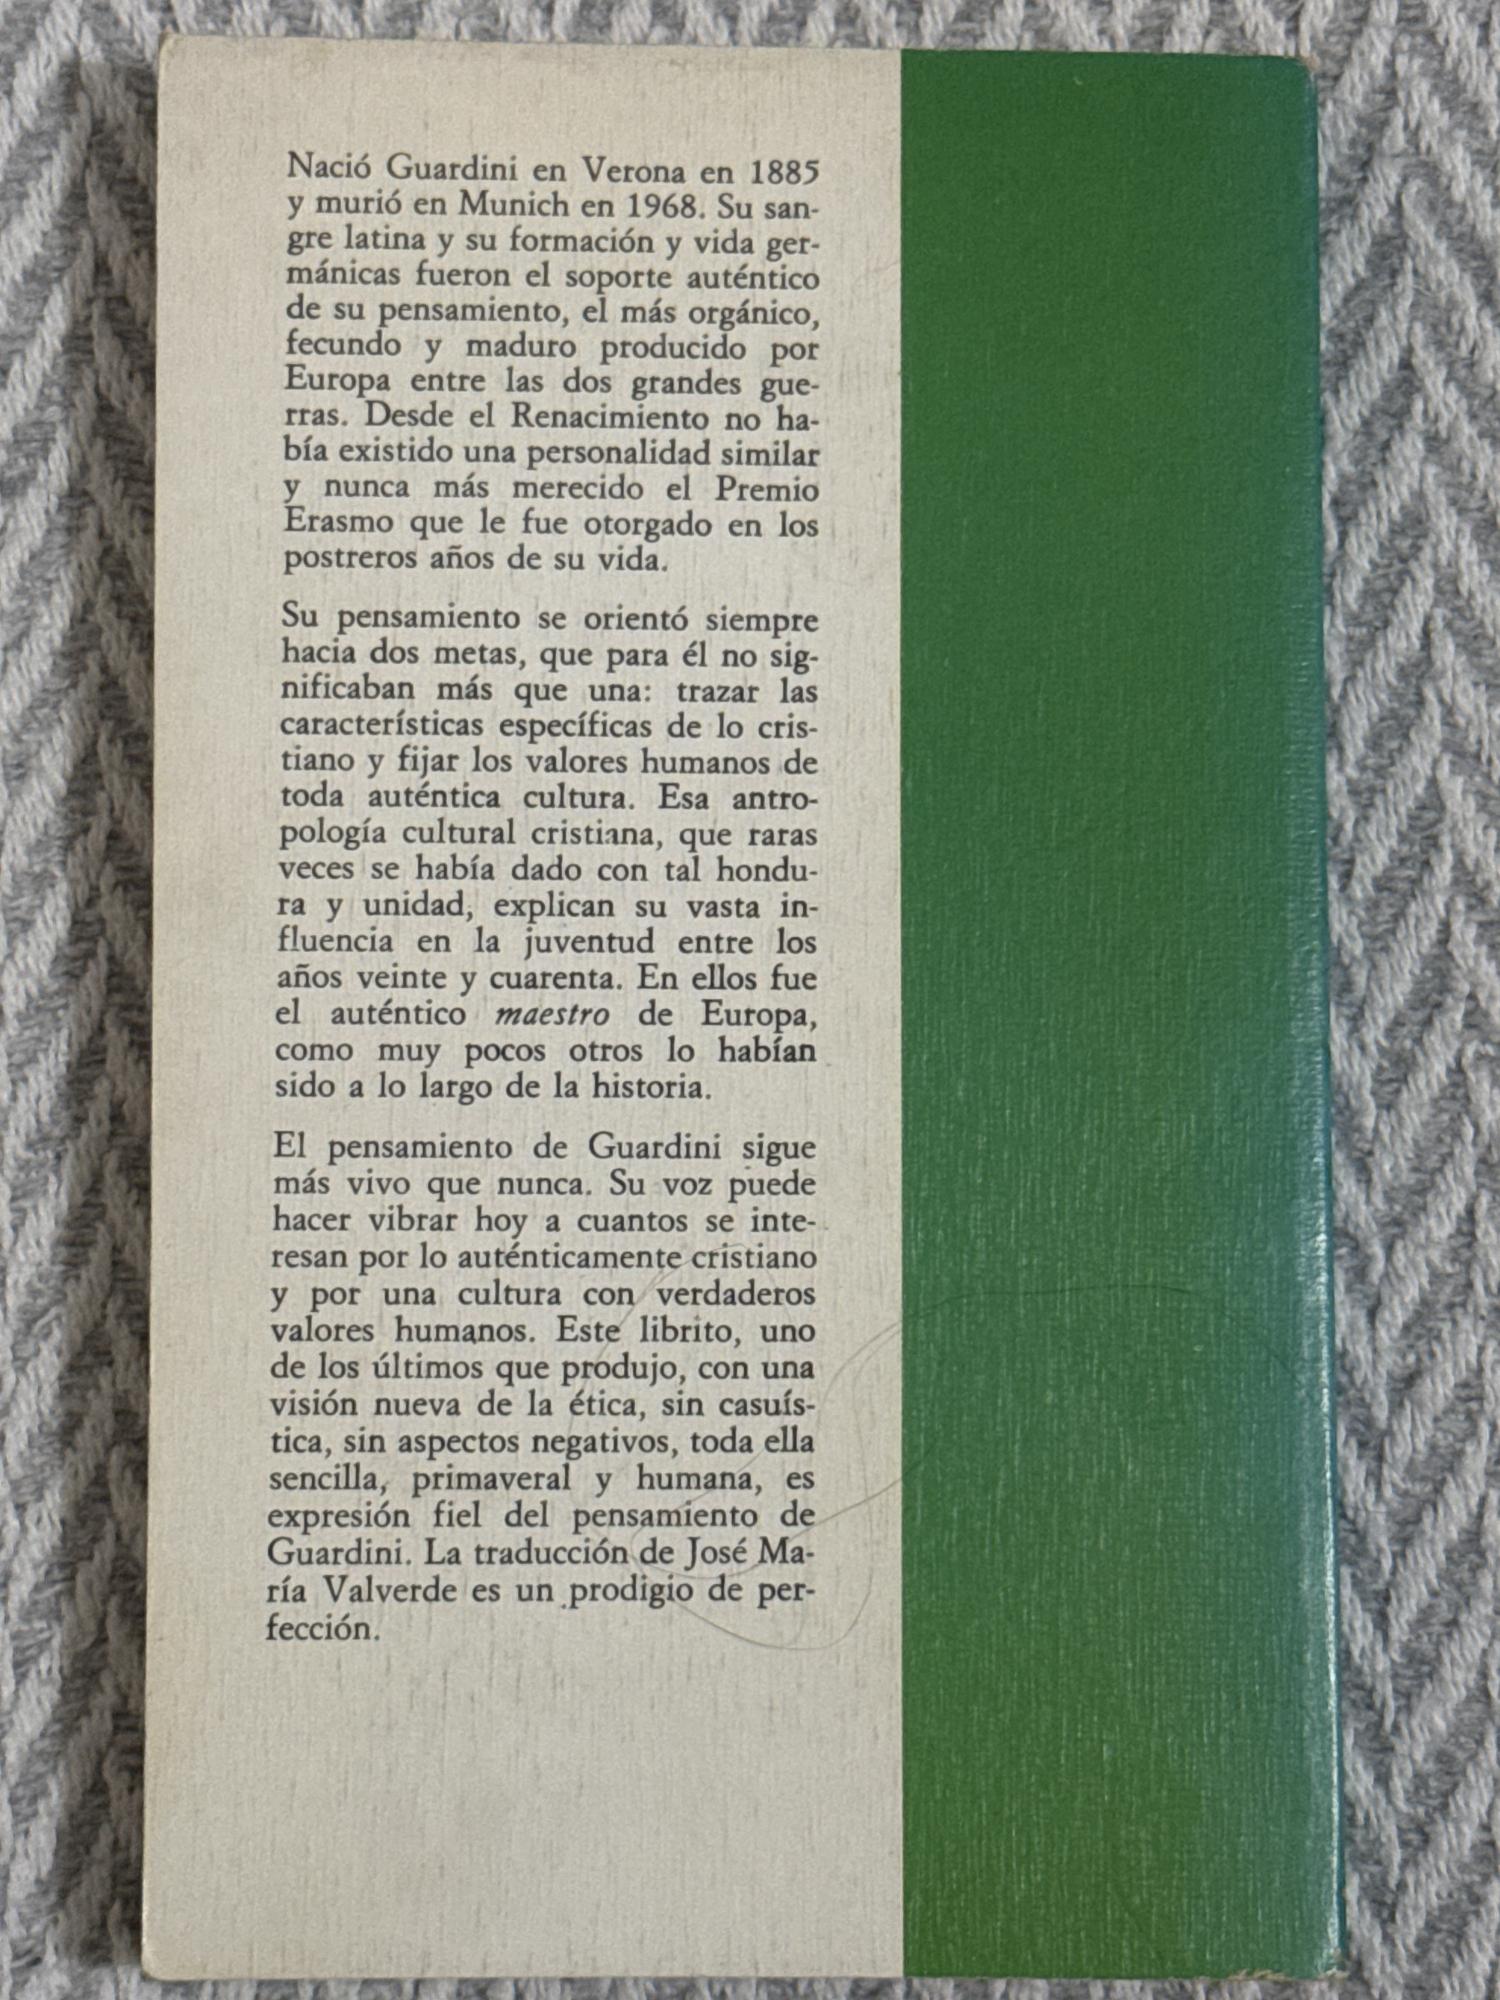 Nació Guardini en Verona en 1885
y murió en Munich en 1968. Su san-
gre latina y su formación y vida ger-
mánicas fueron el soporte auténtico
de su pensamiento, el más orgánico,
fecundo y maduro producido por
Europa entre las dos grandes gue-
rras. Desde el Renacimiento no ha-
bía existido una personalidad similar
y nunca más merecido el Premio
Erasmo que le fue otorgado en los
postreros años de su vida.
Su pensamiento se orientó siempre
hacia dos metas, que para él no sig-
nificaban más que una: trazar las
características específicas de lo cris-
tiano y fijar los valores humanos de
toda auténtica cultura. Esa antro-
pología cultural cristiana, que raras
veces se había dado con tal hondu-
ra y unidad, explican su vasta in-
fluencia en la juventud entre los
años veinte y cuarenta. En ellos fue
el auténtico maestro de Europa,
como muy pocos otros lo habían
sido a lo largo de la historia.
El pensamiento de Guardini sigue
más vivo que nunca. Su voz puede
hacer vibrar hoy a cuantos se inte-
resan por lo auténticamente cristiano
y por una cultura con verdaderos
valores humanos. Este librito, uno
de los últimos que produjo, con una
visión nueva de la ética, sin casuís-
tica, sin aspectos negativos, toda ella
sencilla, primaveral y humana, es
expresión fiel del pensamiento de
Guardini. La traducción de José Ma-
ría Valverde es un prodigio de per-
fección.